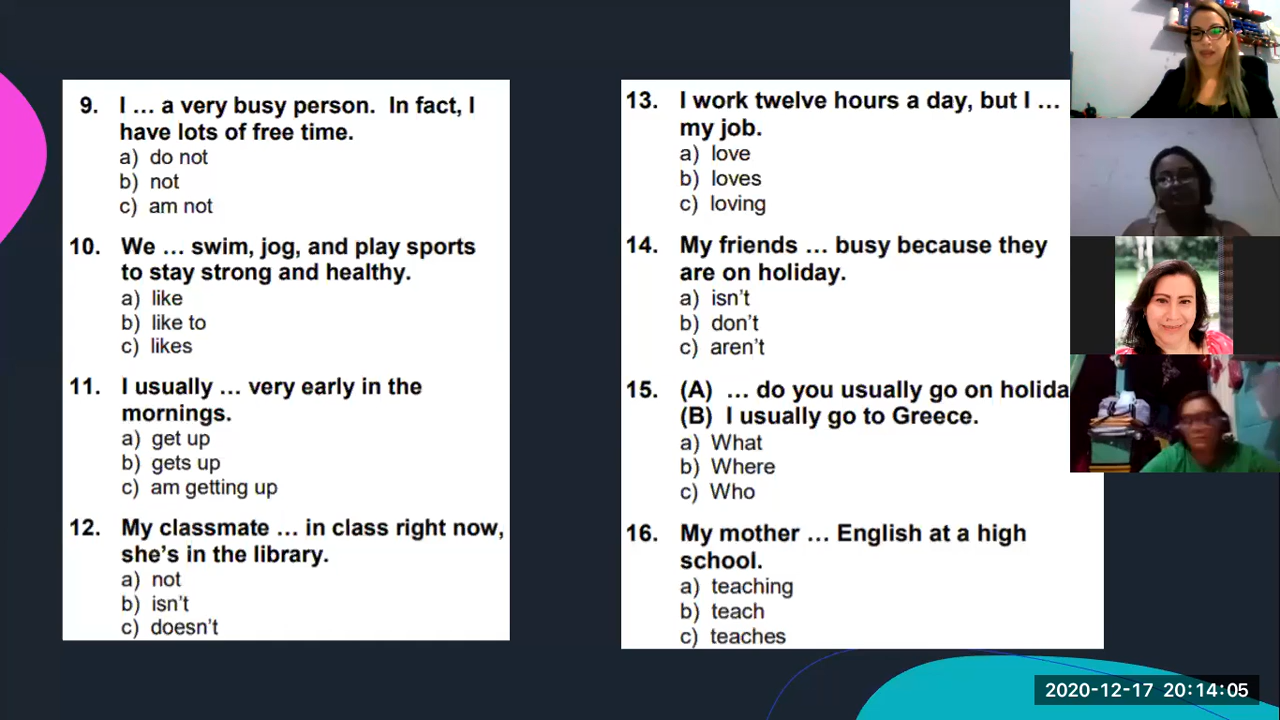 9. I ... a very busy person. In fact, I
have lots of free time.
a) do not
b) not
c) am not
10. We ... swim, jog, and play sports
to stay strong and healthy.
a) like
b) like to
c) likes
11. I usually ... very early in the
mornings.
a) get up
b) gets up
c) am getting up
12. My classmate ... in class right now,
she's in the library.
a) not
b) isn't
c) doesn't
13. I work twelve hours a day, but I ...
my job.
a) love
b) loves
c) loving
14. My friends ... busy because they
are on holiday.
a) isn't
b) don't
c) aren't
15. (A) ... do you usually go on holida
(B) I usually go to Greece.
a) What
b) Where
c) Who
16. My mother ... English at a high
school.
a) teaching
b) teach
c) teaches
2020-12-17 20:14:05